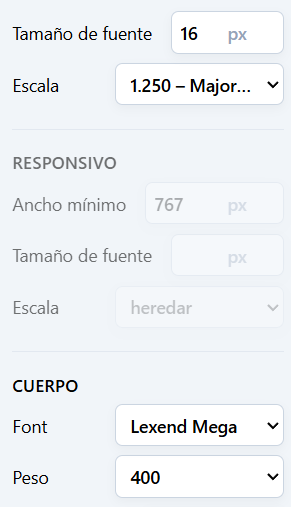 Tamaño de fuente 16 px
Escala 1.250 – Major...
RESPONSIVO
Ancho mínimo 767 px
Tamaño de fuente px
Escala heredar
CUERPO
Font Lexend Mega
Peso 400